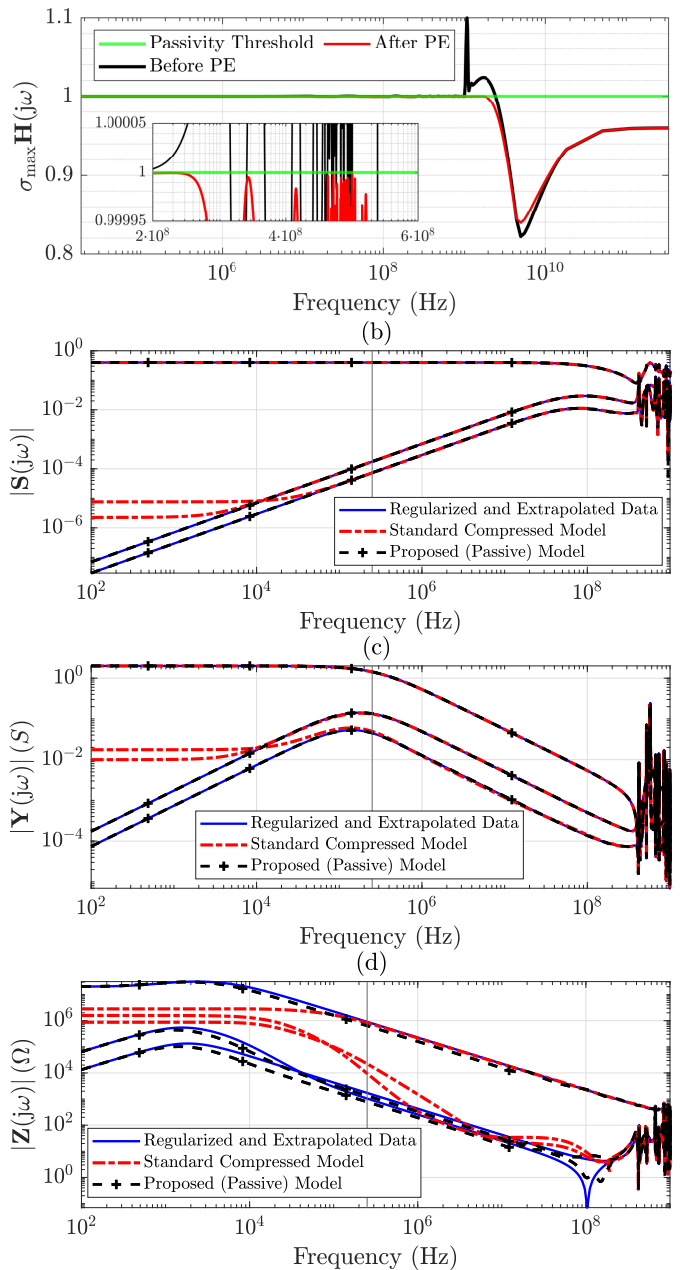 1.1
1
0.9
0.8
σmax H(jω)
Passivity Threshold
After PE
Before PE
1.00005
1
0.99995
2·10⁸
4·10⁸
6·10⁸
10⁶
10⁸
10¹⁰
Frequency (Hz)
(b)
10⁰
10⁻²
10⁻⁴
10⁻⁶
|S(jω)|
Regularized and Extrapolated Data
Standard Compressed Model
Proposed (Passive) Model
10²
10⁴
10⁶
10⁸
Frequency (Hz)
(c)
10⁰
10⁻²
10⁻⁴
|Y(jω)| (S)
Regularized and Extrapolated Data
Standard Compressed Model
Proposed (Passive) Model
10²
10⁴
10⁶
10⁸
Frequency (Hz)
(d)
10⁶
10⁴
10²
10⁰
|Z(jω)| (Ω)
Regularized and Extrapolated Data
Standard Compressed Model
Proposed (Passive) Model
10²
10⁴
10⁶
10⁸
Frequency (Hz)